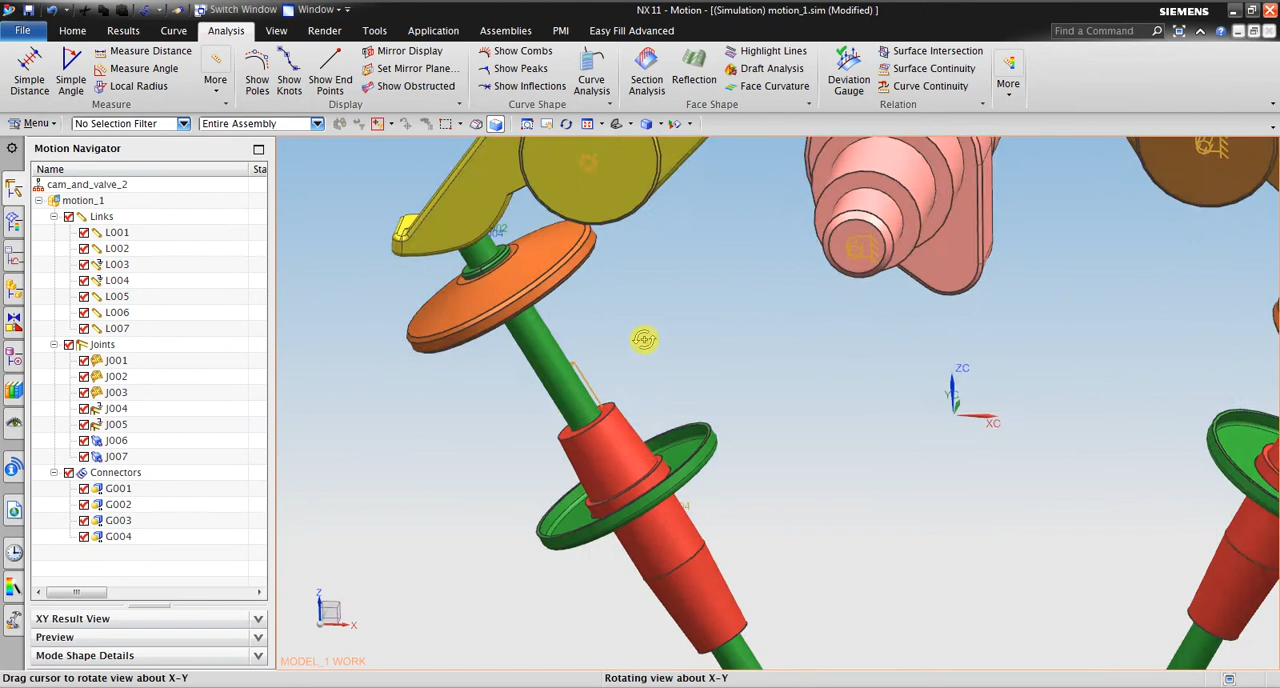 Switch Window Window NX 11 - Motion - [(Simulation) motion_1.sim (Modified) ] SIEMENS
File Home Results Curve Analysis View Render Tools Application Assemblies PMI Easy Fill Advanced Find a Command
Simple Distance
Simple Angle
Measure Distance
Measure Angle
Local Radius
More
Measure
Show Poles
Show Knots
Show End Points
Mirror Display
Set Mirror Plane...
Show Obstructed
Display
Show Combs
Show Peaks
Show Inflections
Curve Analysis
Curve Shape
Section Analysis
Reflection
Highlight Lines
Draft Analysis
Face Curvature
Face Shape
Deviation Gauge
Surface Intersection
Surface Continuity
Curve Continuity
Relation
More
Menu No Selection Filter Entire Assembly
Motion Navigator
Name Sta
cam_and_valve_2
motion_1
Links
L001
L002
L003
L004
L005
L006
L007
Joints
J001
J002
J003
J004
J005
J006
J007
Connectors
G001
G002
G003
G004
XY Result View
Preview
Mode Shape Details
ZC
YC
XC
Z
X
MODEL_1 WORK
Drag cursor to rotate view about X-Y Rotating view about X-Y